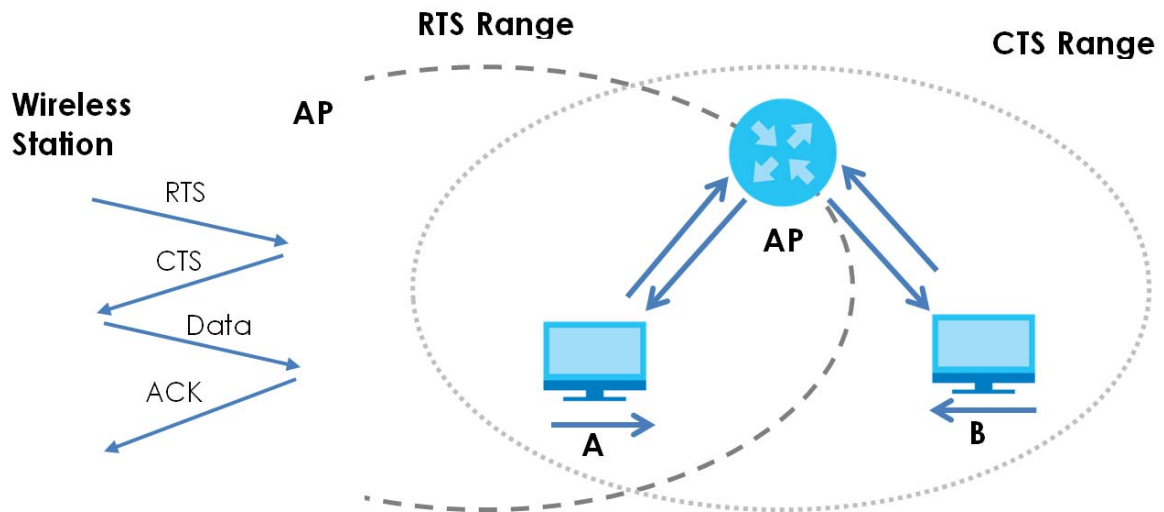 RTS Range
CTS Range
Wireless
Station
AP
RTS
CTS
Data
ACK
AP
A
B